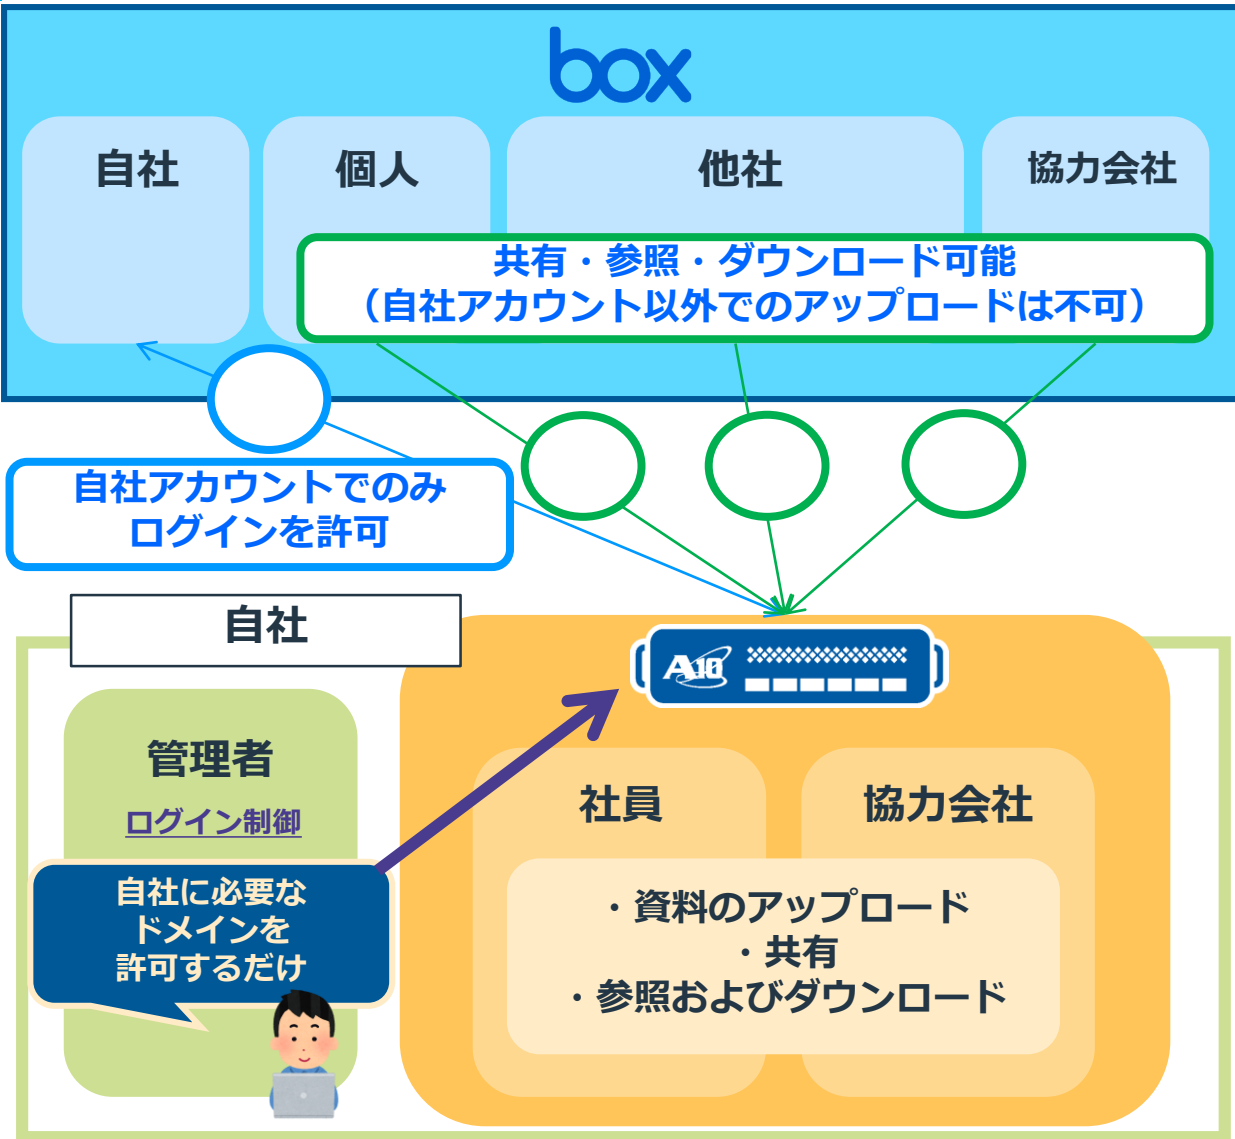 box
自社
個人
他社
協力会社
共有・参照・ダウンロード可能
（自社アカウント以外でのアップロードは不可）
自社アカウントでのみ
ログインを許可
自社
A10
管理者
ログイン制御
自社に必要な
ドメインを
許可するだけ
社員
協力会社
・資料のアップロード
・共有
・参照およびダウンロード